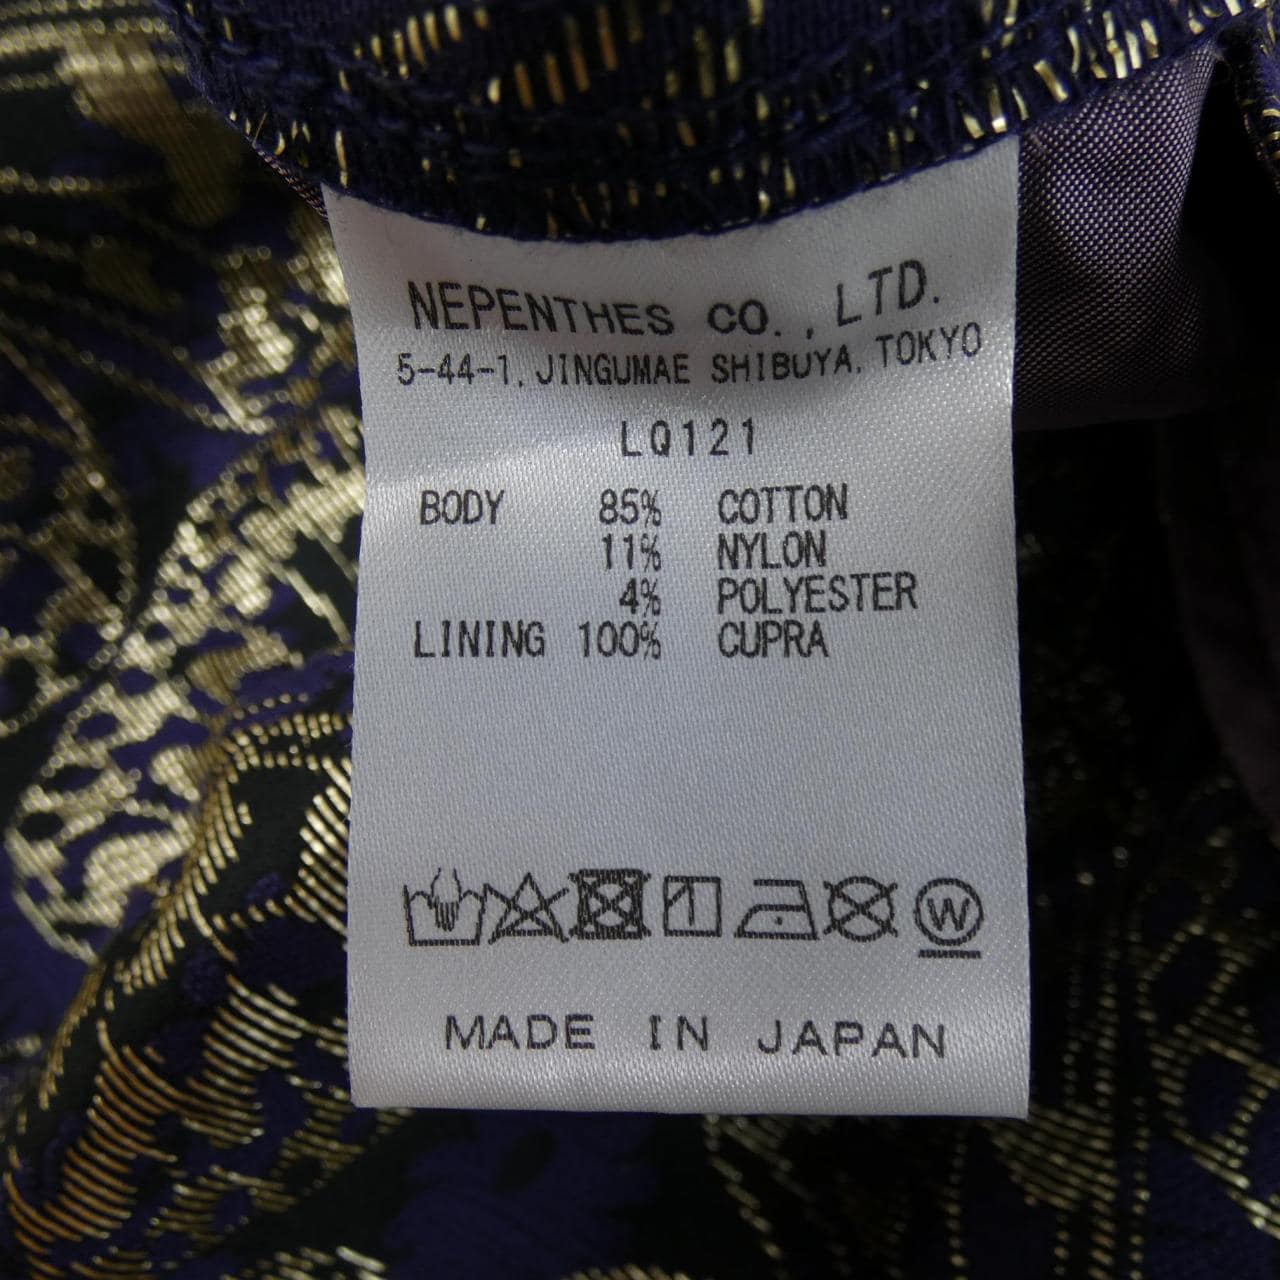 NEPENTHES CO., LTD.
5-44-1, JINGUMAE SHIBUYA, TOKYO
LQ121
BODY 85% COTTON
11% NYLON
4% POLYESTER
LINING 100% CUPRA
W
MADE IN JAPAN